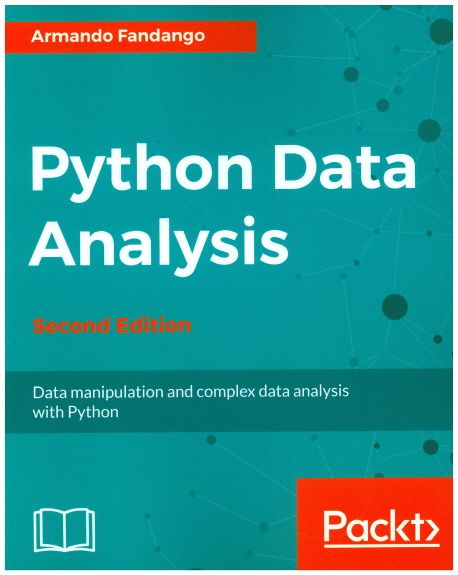 Armando Fandango
Python Data
Analysis
Second Edition
Data manipulation and complex data analysis
with Python
Packt>